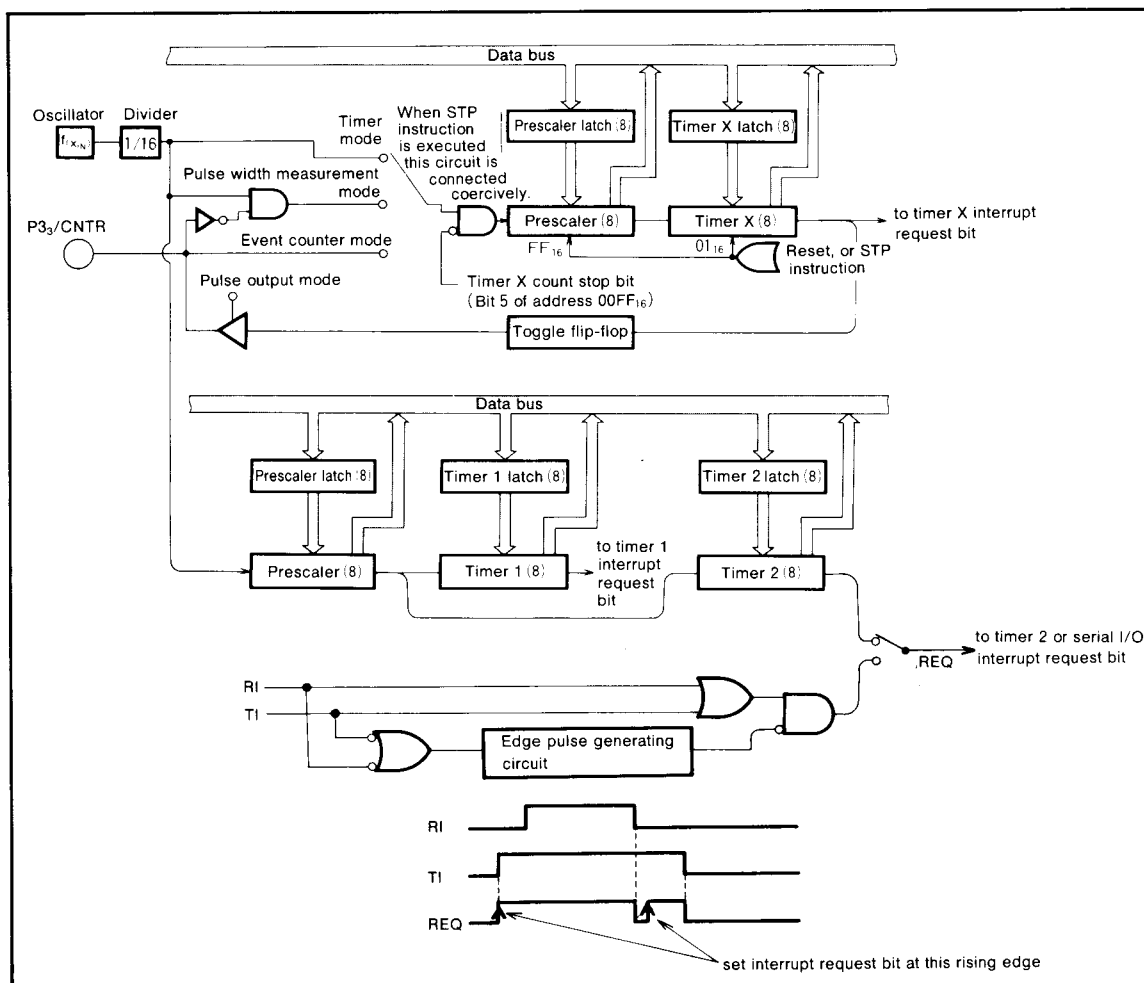 Data bus
Oscillator
Divider
f(XIN)
1/16
Timer
mode
When STP
instruction
is executed
this circuit is
connected
coercively.
Prescaler latch (8)
Timer X latch (8)
Pulse width measurement
mode
P3₃/CNTR
Prescaler (8)
Timer X (8)
to timer X interrupt
request bit
Event counter mode
FF₁₆
01₁₆
Reset, or STP
instruction
Pulse output mode
Timer X count stop bit
(Bit 5 of address 00FF₁₆)
Toggle flip-flop
Data bus
Prescaler latch (8)
Timer 1 latch (8)
Timer 2 latch (8)
to timer 1
interrupt
request
bit
Prescaler (8)
Timer 1 (8)
Timer 2 (8)
to timer 2 or serial I/O
interrupt request bit
REQ
RI
TI
Edge pulse generating
circuit
RI
TI
REQ
set interrupt request bit at this rising edge